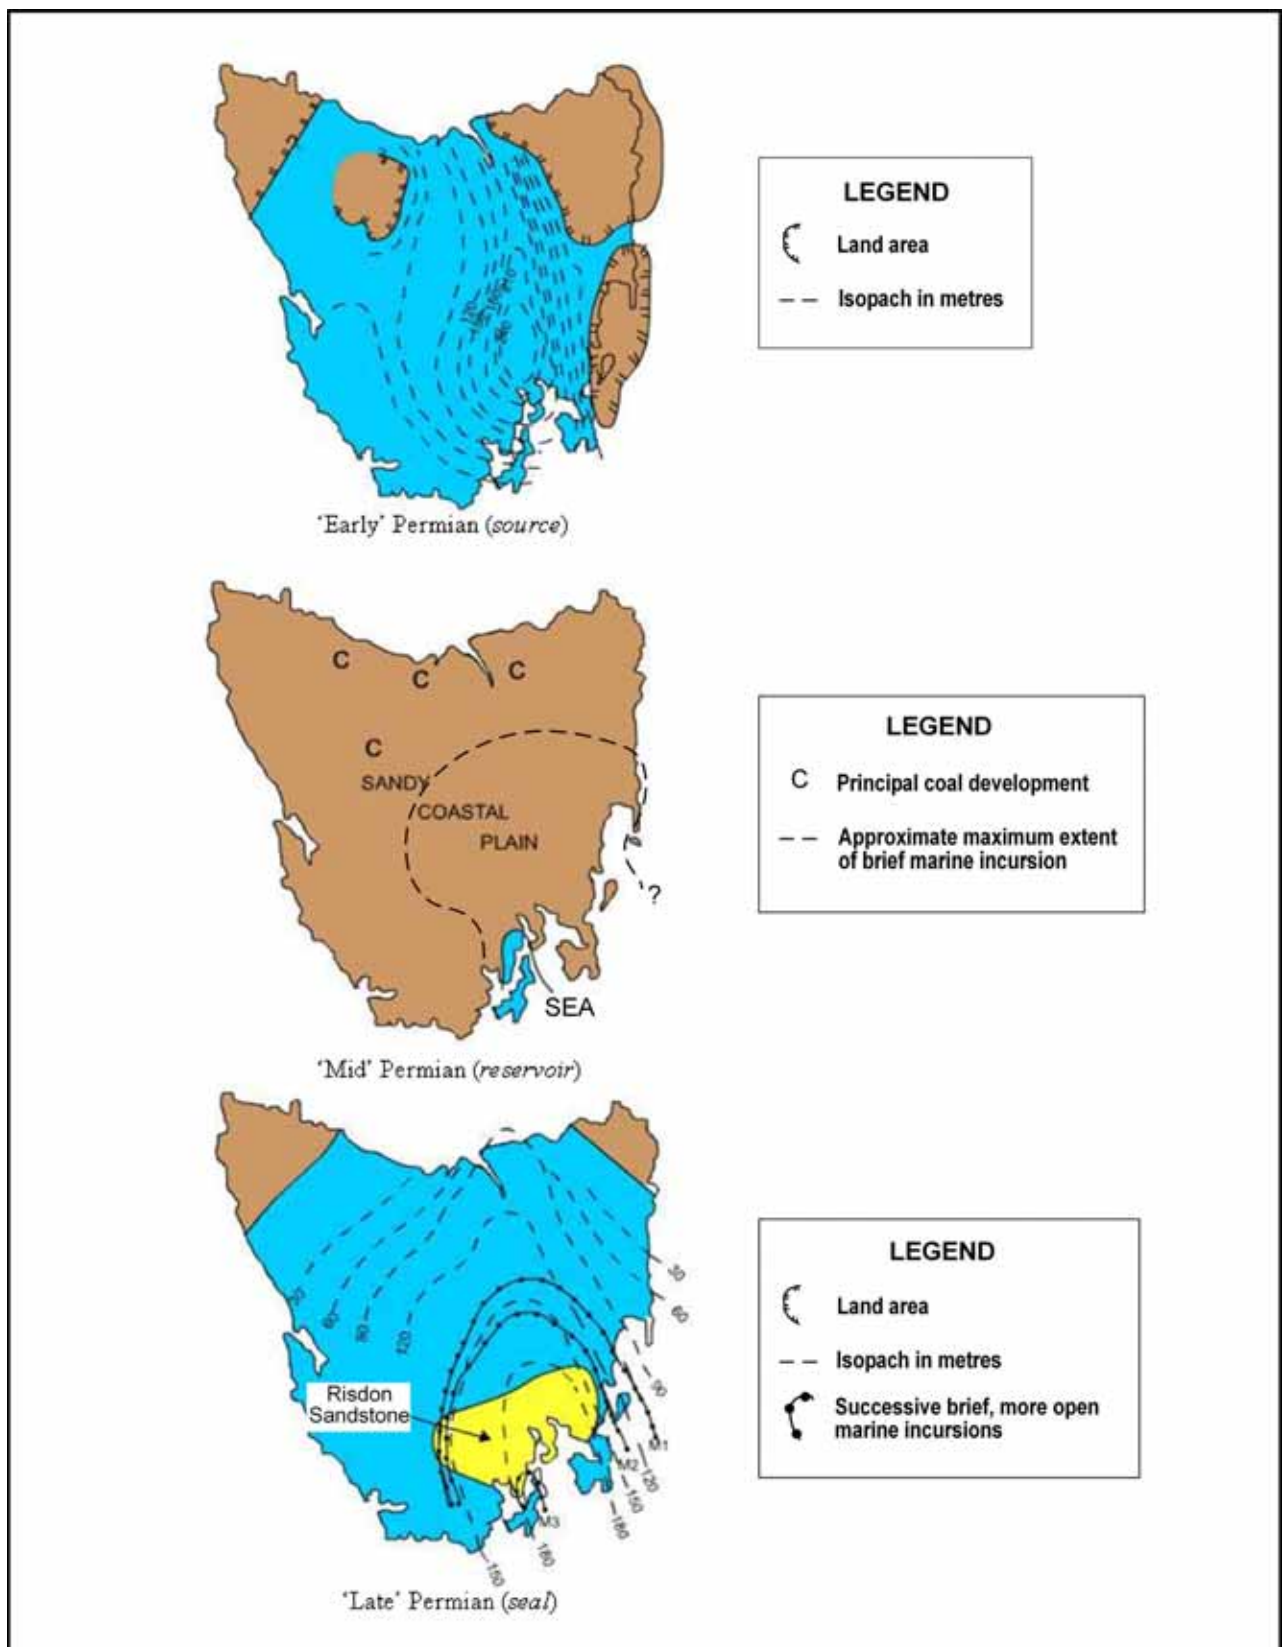 LEGEND
Land area
Isopach in metres
120
180
210
'Early' Permian (source)
C
C
C
C
SANDY
COASTAL
PLAIN
?
SEA
'Mid' Permian (reservoir)
LEGEND
C Principal coal development
Approximate maximum extent
of brief marine incursion
30
60
90
120
30
60
90
Risdon
Sandstone
M1
M2
120
150
M3
180
180
150
'Late' Permian (seal)
LEGEND
Land area
Isopach in metres
Successive brief, more open
marine incursions